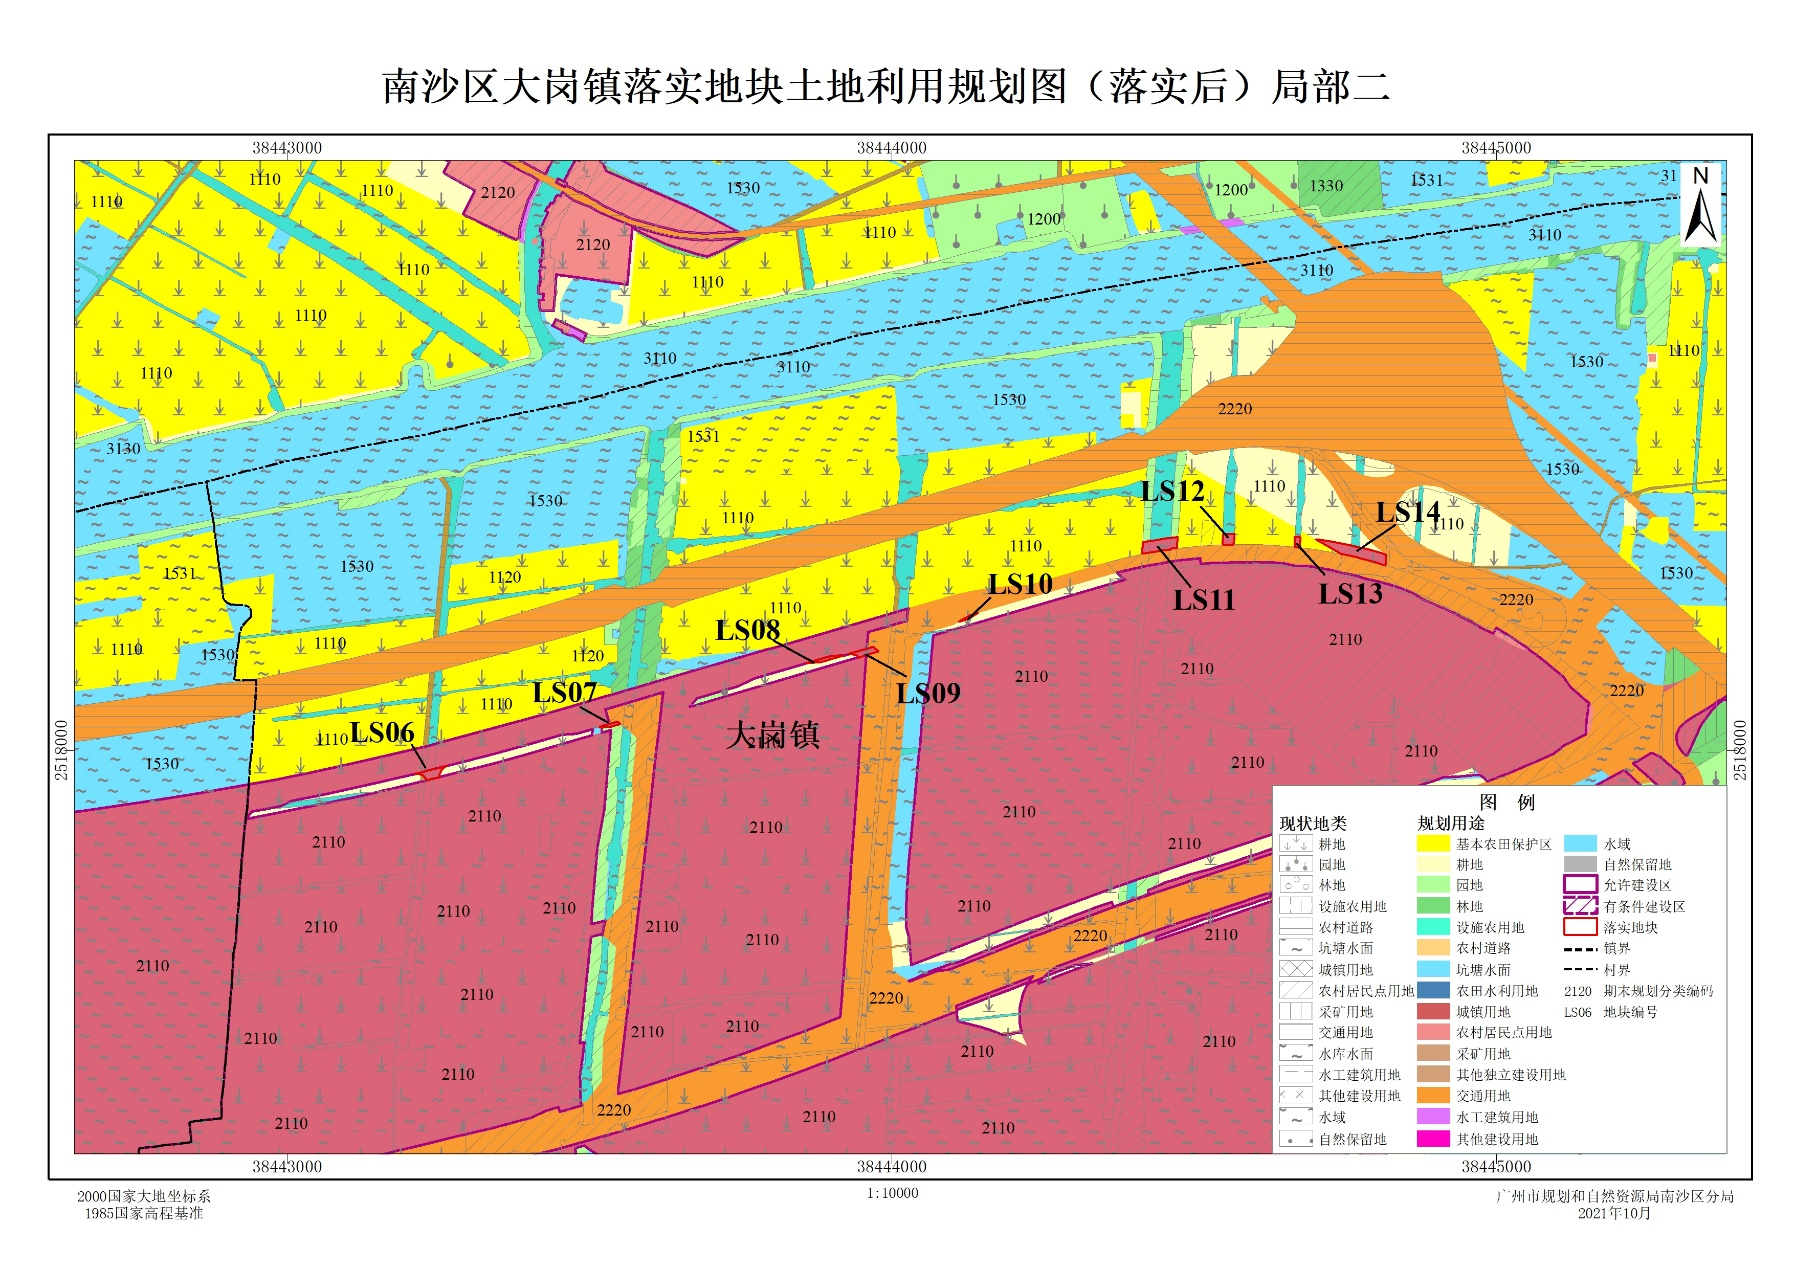 南沙区大岗镇落实地块土地利用规划图（落实后）局部二
38443000 38444000 38445000
N
1110 1110 1110 2120 1530 1200 1330 1531 31
1110 2120 1110 1200 3110
1110 1110 3110
1110 3110 3110 1530 1110
1110 1530 2220
3130 1531 1530
1530 1110 1110
LS12 LS14 1110
1531 1530 1120 1110 1530
LS10 LS11 LS13 2220
1110 LS08 2110
1110 1530 1110 1120 2110 2110
LS07 LS09 2220
1110
LS06 1110 大岗镇 2110
1530 2110 2110
2518000 2518000
2110 2110 2110 2110 2110
2110 2110 2110
2110 2110 2110 2110 2220 2110
2110
2110 2220
2110 2110 2110 2110 2110
2110
2110 2220 2110 2110
图 例
现状地类 规划用途
耕地 基本农田保护区 水域
园地 耕地 自然保留地
林地 园地 允许建设区
设施农用地 林地 有条件建设区
农村道路 设施农用地 落实地块
坑塘水面 农村道路 镇界
城镇用地 坑塘水面 村界
农村居民点用地 农田水利用地 2120 期末规划分类编码
采矿用地 城镇用地 LS06 地块编号
交通用地 农村居民点用地
水库水面 采矿用地
水工建筑用地 其他独立建设用地
其他建设用地 交通用地
水域 水工建筑用地
自然保留地 其他建设用地
38443000 38444000 38445000
2000国家大地坐标系 1:10000 广州市规划和自然资源局南沙区分局
1985国家高程基准 2021年10月